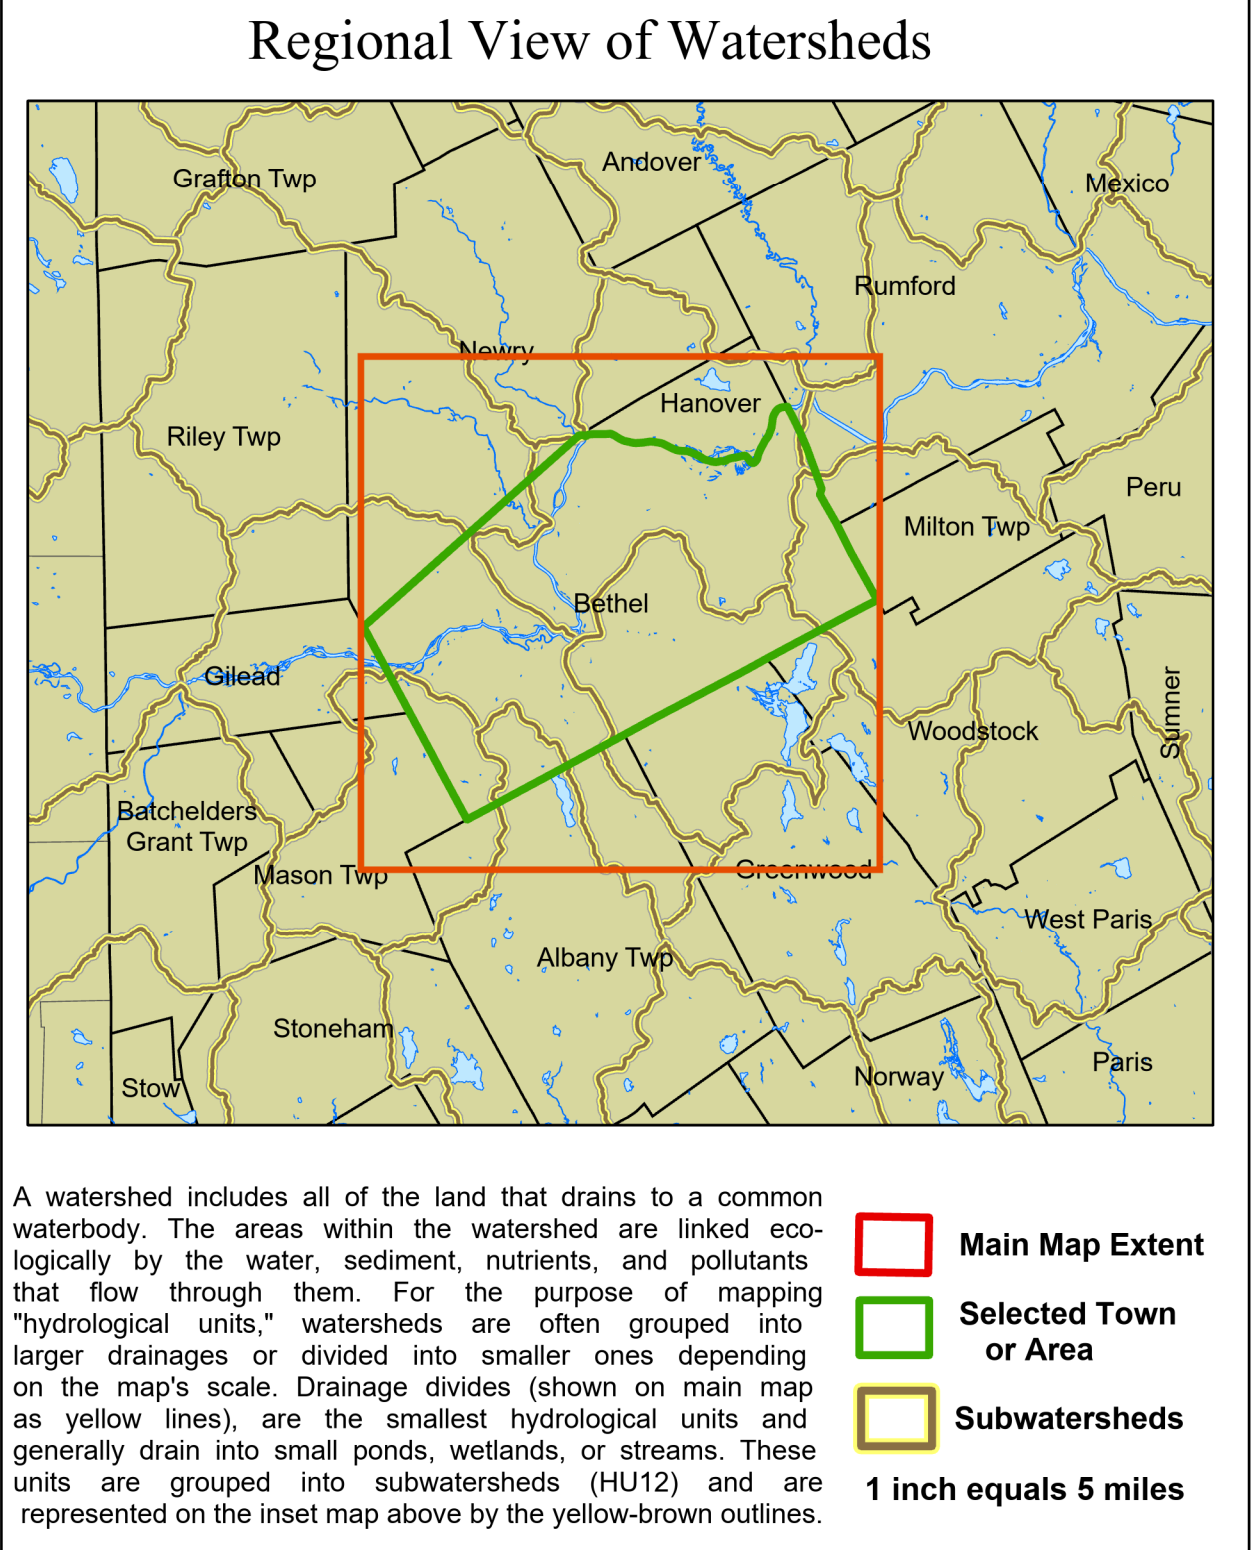 Regional View of Watersheds
Andover
Grafton Twp
Mexico
Rumford
Newry
Hanover
Riley Twp
Peru
Milton Twp
Bethel
Gilead
Sumner
Woodstock
Batchelders
Grant Twp
Mason Twp
Greenwood
West Paris
Albany Twp
Stoneham
Paris
Norway
Stow
A watershed includes all of the land that drains to a common
waterbody. The areas within the watershed are linked eco-
logically by the water, sediment, nutrients, and pollutants
that flow through them. For the purpose of mapping
"hydrological units," watersheds are often grouped into
larger drainages or divided into smaller ones depending
on the map's scale. Drainage divides (shown on main map
as yellow lines), are the smallest hydrological units and
generally drain into small ponds, wetlands, or streams. These
units are grouped into subwatersheds (HU12) and are
represented on the inset map above by the yellow-brown outlines.
Main Map Extent
Selected Town
or Area
Subwatersheds
1 inch equals 5 miles